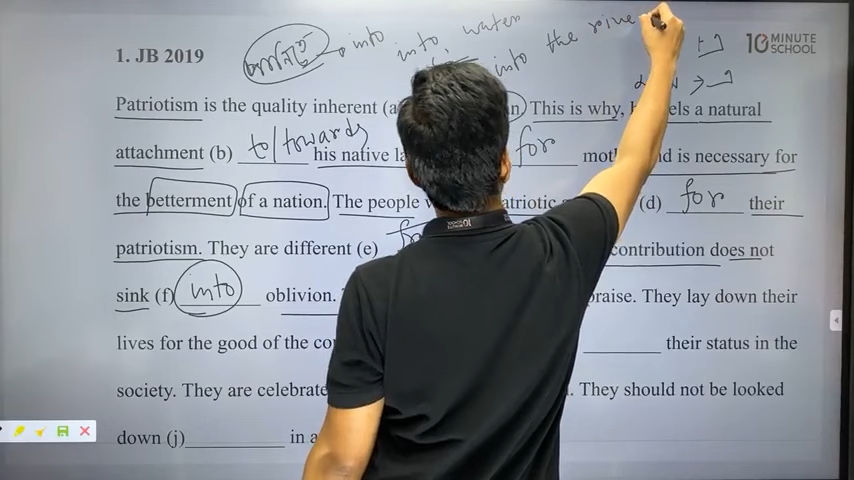 into into water into the rive
10 MINUTE SCHOOL
1. JB 2019
Patriotism is the quality inherent (a n) This is why, h els a natural
attachment (b) to/towards his native la for moth nd is necessary for
the betterment of a nation. The people atriotic (d) for their
patriotism. They are different (e) contribution does not
sink (f) into oblivion. praise. They lay down their
lives for the good of the co their status in the
society. They are celebrate . They should not be looked
down (j) in a
10 MINUTE SCHOOL